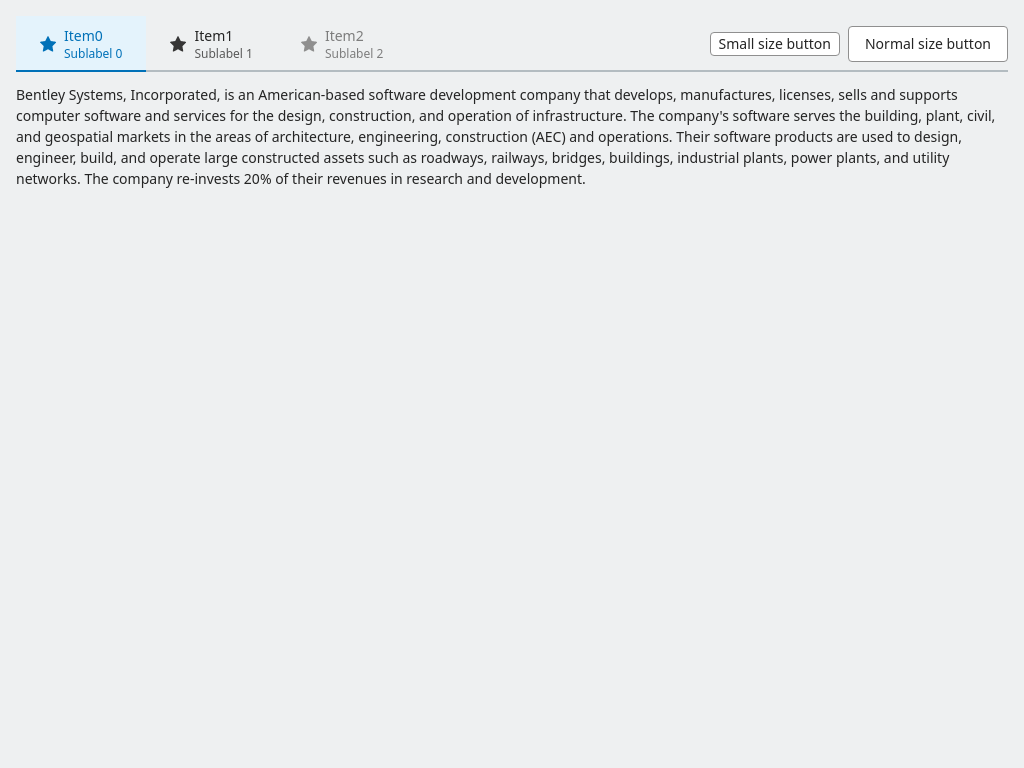 Item0
Sublabel 0
Item1
Sublabel 1
Item2
Sublabel 2
Small size button
Normal size button
Bentley Systems, Incorporated, is an American-based software development company that develops, manufactures, licenses, sells and supports
computer software and services for the design, construction, and operation of infrastructure. The company's software serves the building, plant, civil,
and geospatial markets in the areas of architecture, engineering, construction (AEC) and operations. Their software products are used to design,
engineer, build, and operate large constructed assets such as roadways, railways, bridges, buildings, industrial plants, power plants, and utility
networks. The company re-invests 20% of their revenues in research and development.